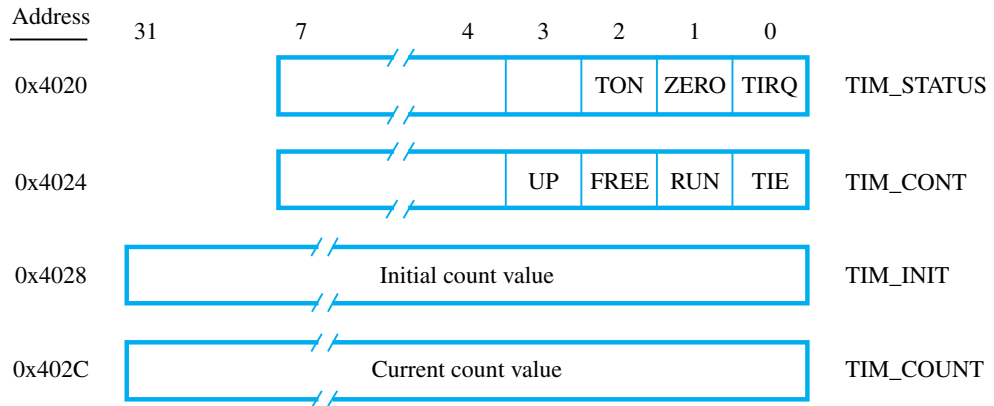 Address
31 7 4 3 2 1 0
0x4020 TON ZERO TIRQ TIM_STATUS
0x4024 UP FREE RUN TIE TIM_CONT
0x4028 Initial count value TIM_INIT
0x402C Current count value TIM_COUNT